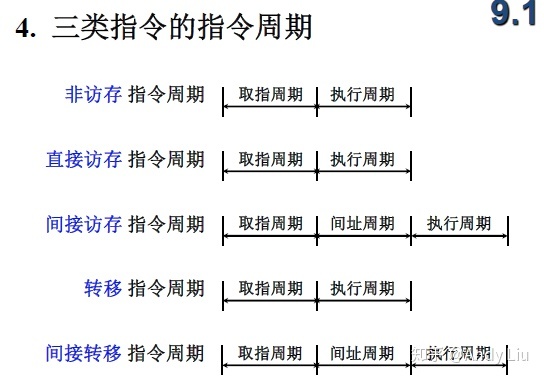 9.1
4. 三类指令的指令周期
非访存 指令周期 取指周期 执行周期
直接访存 指令周期 取指周期 执行周期
间接访存 指令周期 取指周期 间址周期 执行周期
转移 指令周期 取指周期 执行周期
间接转移 指令周期 取指周期 间址周期 执行周期
知乎 @Andy Liu